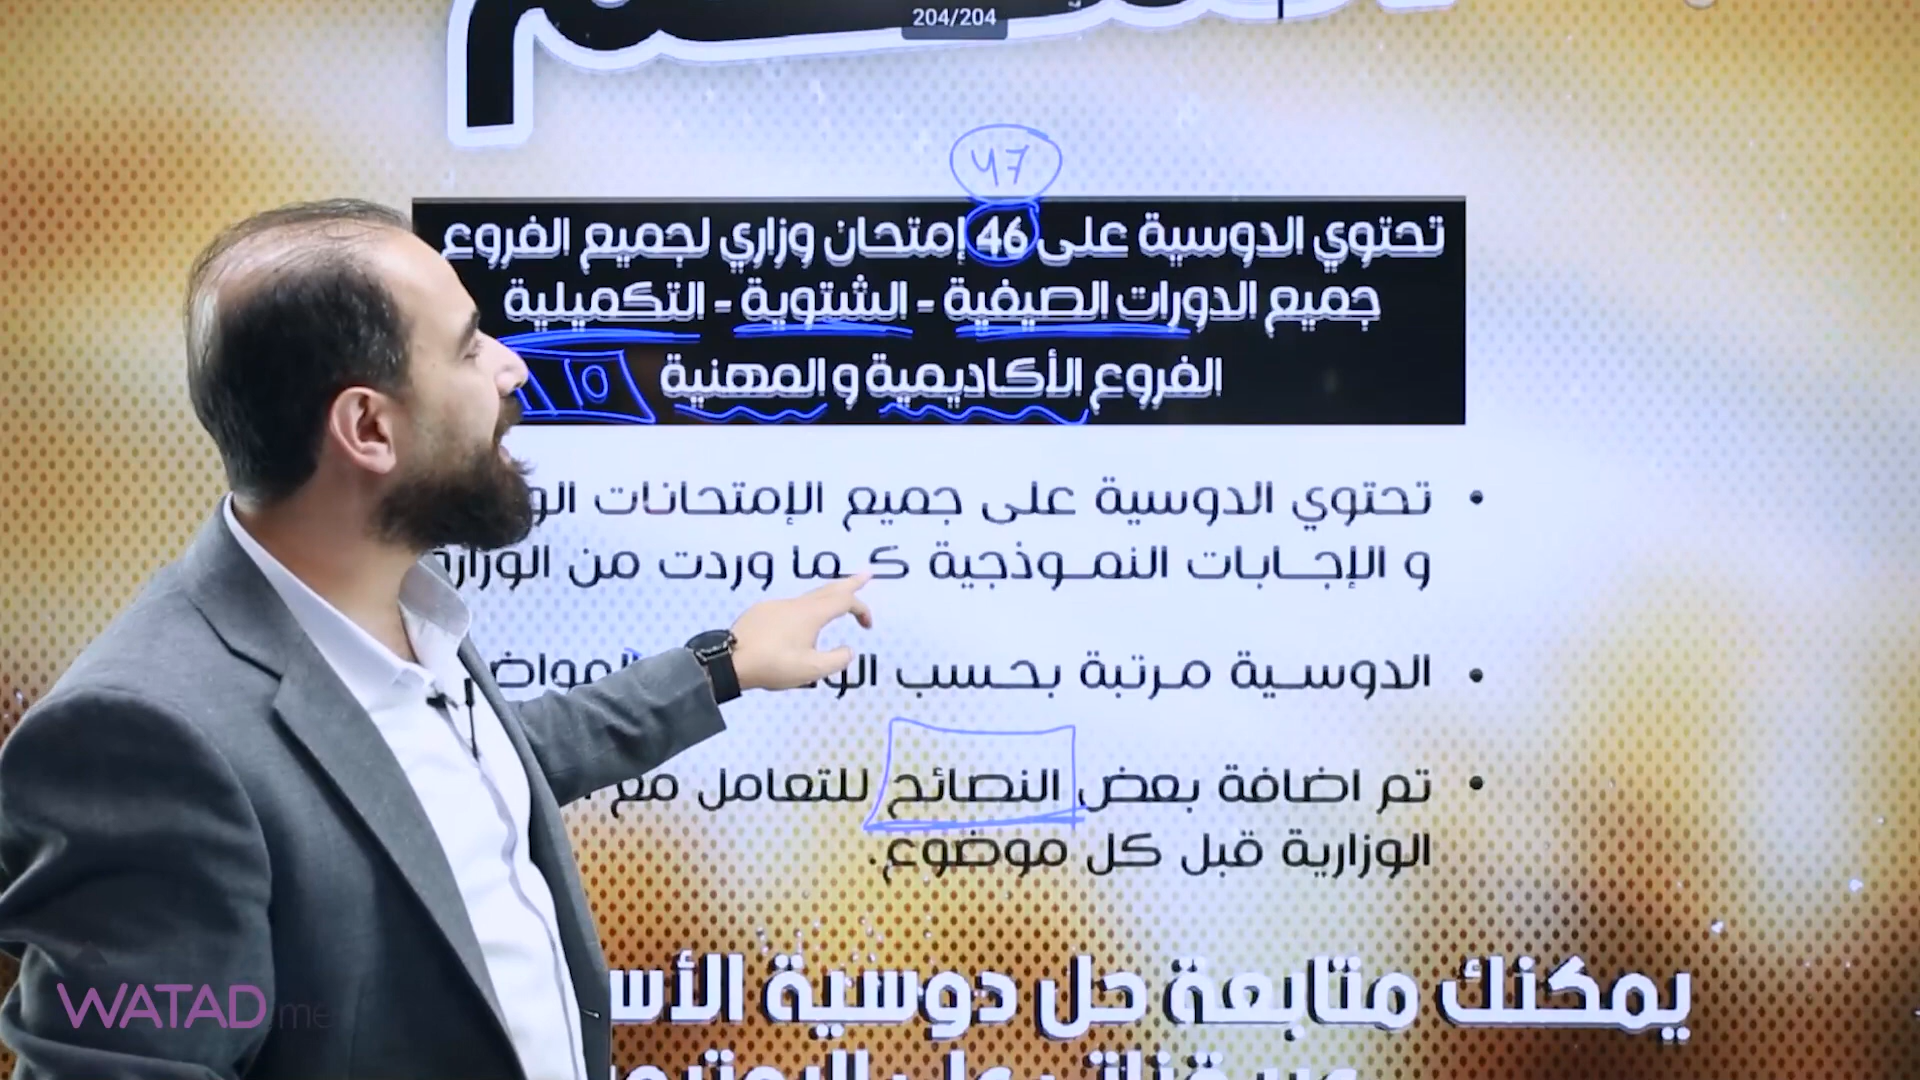 204/204
47
تحتوي الدوسية على 46 إمتحان وزاري لجميع الفروع
جميع الدورات الصيفية - الشتوية - التكميلية
الفروع الأكاديمية و المهنية
تحتوي الدوسية على جميع الإمتحانات
و الإجابات النموذجية كما وردت من الوزارة
الدوسية مرتبة بحسب
تم اضافة بعض النصائح للتعامل مع
الوزارية قبل كل موضوع.
يمكنك متابعة حل دوسية
WATAD.me